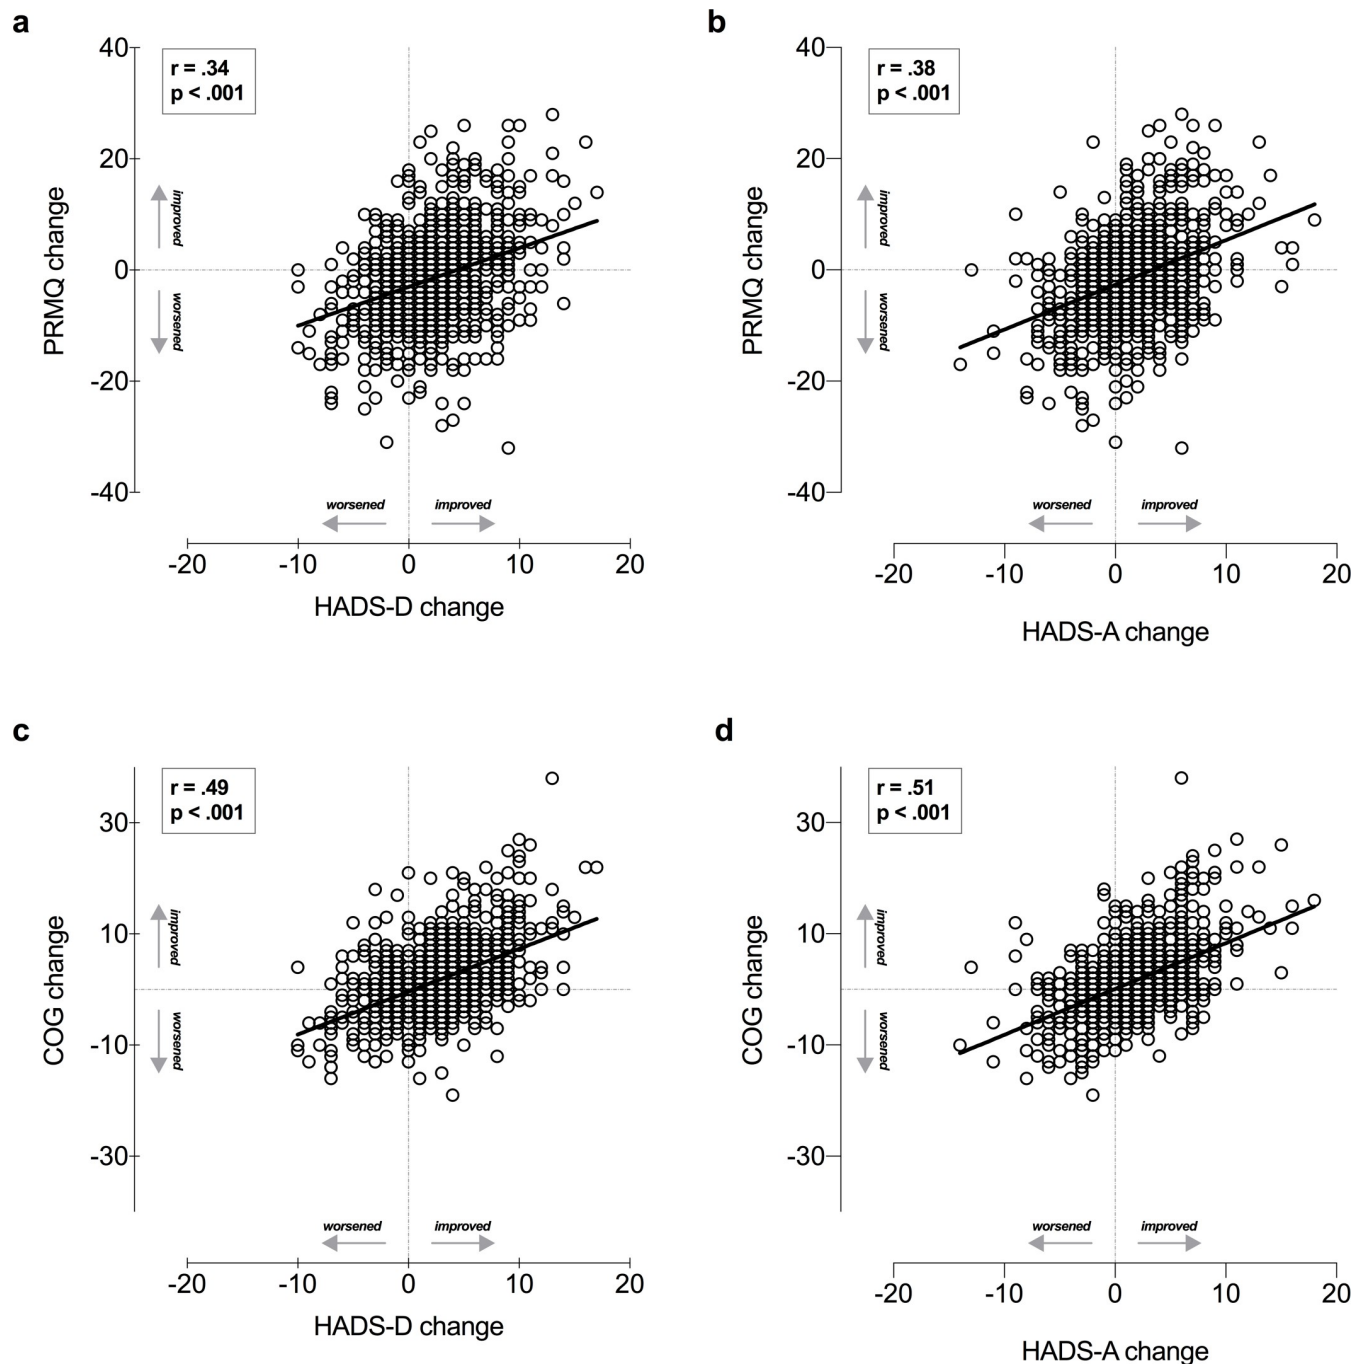 a
40
r = .34
p < .001
20
improved
PRMQ change
0
worsened
-20
-40
worsened
improved
-20
-10
0
10
20
HADS-D change
b
40
r = .38
p < .001
20
improved
PRMQ change
0
worsened
-20
-40
worsened
improved
-20
-10
0
10
20
HADS-A change
c
r = .49
p < .001
30
improved
10
COG change
worsened
-10
-30
worsened
improved
-20
-10
0
10
20
HADS-D change
d
r = .51
p < .001
30
improved
10
COG change
worsened
-10
-30
worsened
improved
-20
-10
0
10
20
HADS-A change